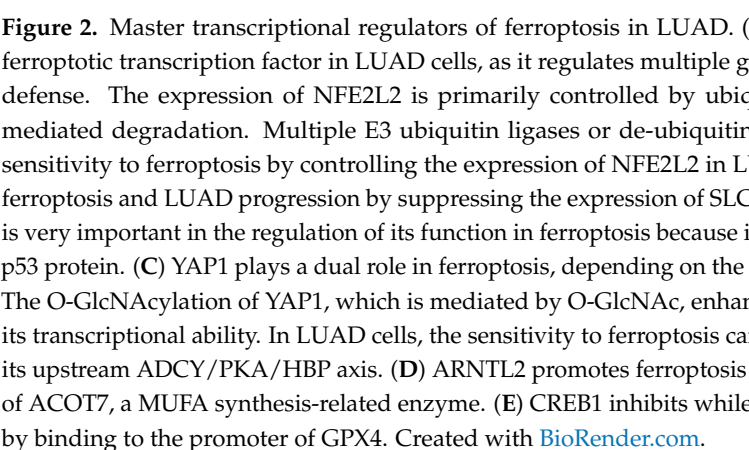 Figure 2. Master transcriptional regulators of ferroptosis in LUAD. (
ferroptotic transcription factor in LUAD cells, as it regulates multiple g
defense. The expression of NFE2L2 is primarily controlled by ubiq
mediated degradation. Multiple E3 ubiquitin ligases or de-ubiquitin
sensitivity to ferroptosis by controlling the expression of NFE2L2 in LU
ferroptosis and LUAD progression by suppressing the expression of SLC
is very important in the regulation of its function in ferroptosis because i
p53 protein. (C) YAP1 plays a dual role in ferroptosis, depending on the
The O-GlcNAcylation of YAP1, which is mediated by O-GlcNAc, enhan
its transcriptional ability. In LUAD cells, the sensitivity to ferroptosis ca
its upstream ADCY/PKA/HBP axis. (D) ARNTL2 promotes ferroptosis
of ACOT7, a MUFA synthesis-related enzyme. (E) CREB1 inhibits while
by binding to the promoter of GPX4. Created with BioRender.com.